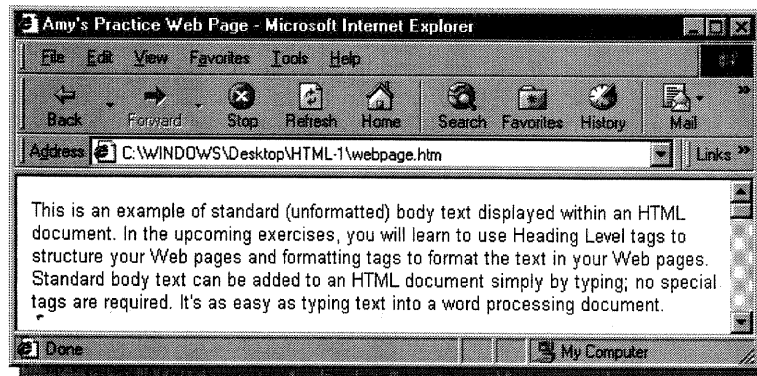 Amy's Practice Web Page - Microsoft Internet Explorer
File Edit View Favorites Tools Help
Back Forward Stop Refresh Home Search Favorites History Mail
Address C:\WINDOWS\Desktop\HTML-1\webpage.htm Links
This is an example of standard (unformatted) body text displayed within an HTML
document. In the upcoming exercises, you will learn to use Heading Level tags to
structure your Web pages and formatting tags to format the text in your Web pages.
Standard body text can be added to an HTML document simply by typing; no special
tags are required. It's as easy as typing text into a word processing document.
Done My Computer